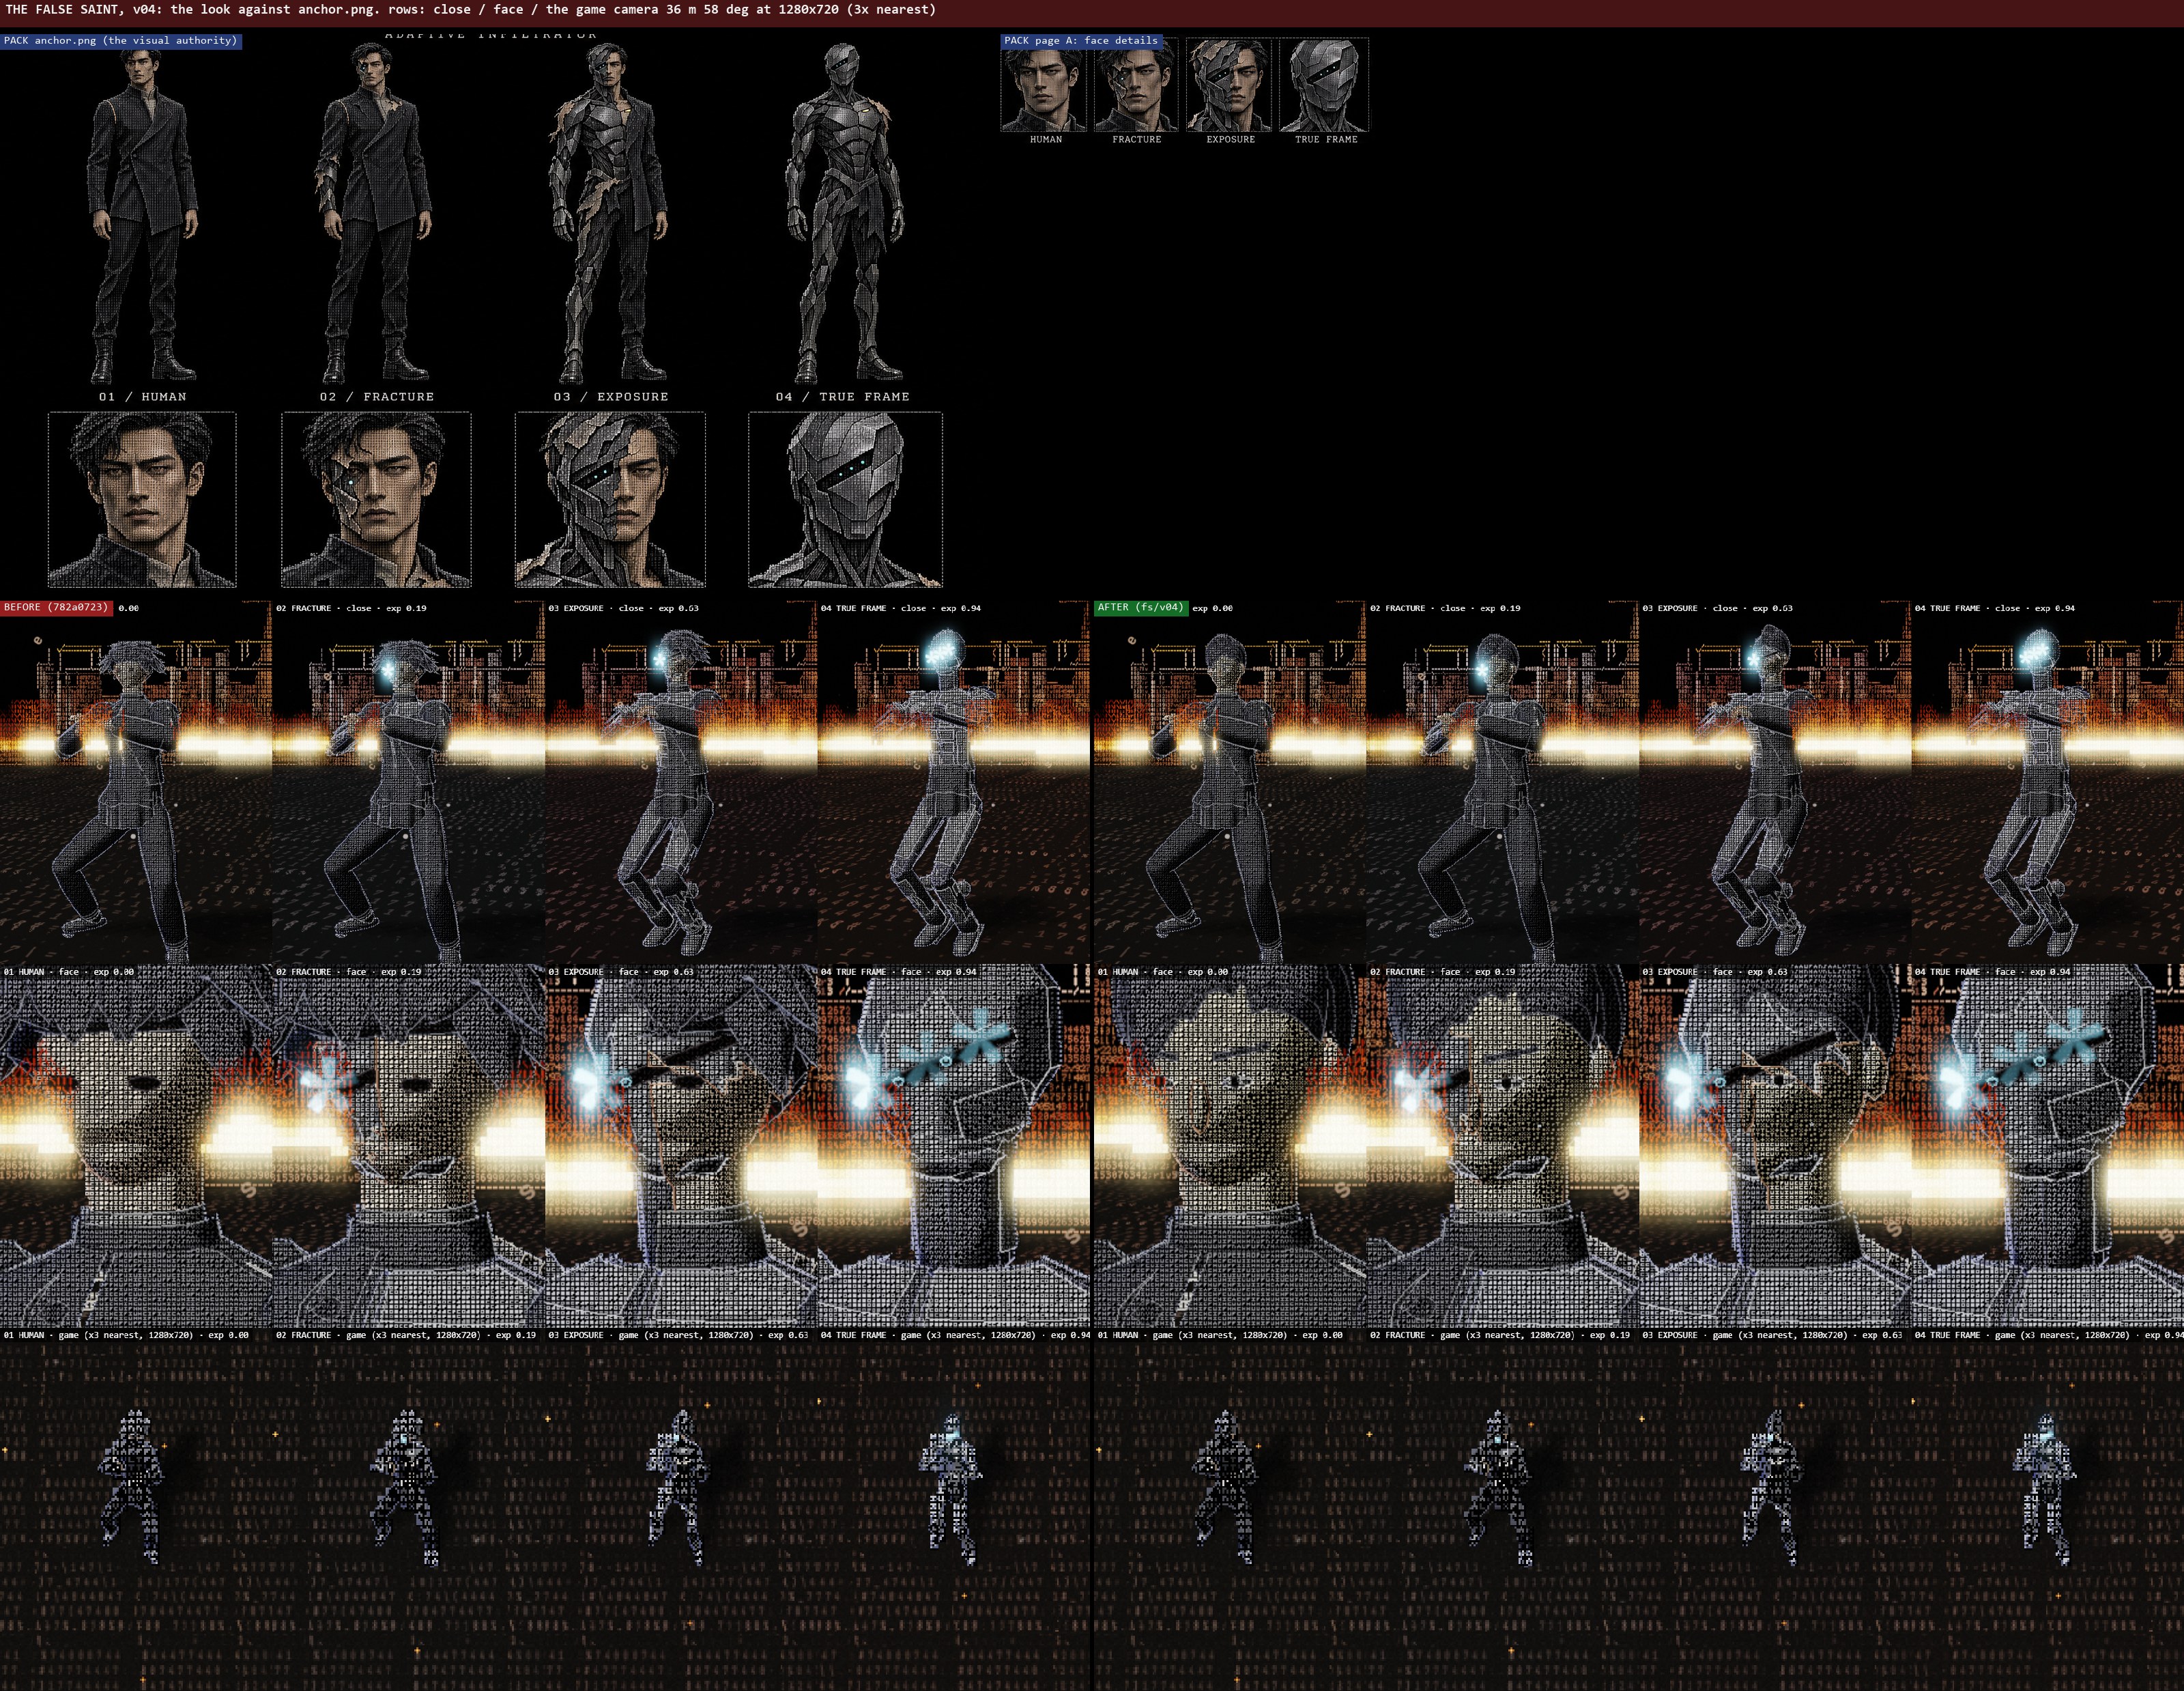 THE FALSE SAINT, v04: the look against anchor.png. rows: close / face / the game camera 36 m 58 deg at 1280x720 (3x nearest)
PACK anchor.png (the visual authority)
ADAPTIVE INFILTRATOR
PACK page A: face details
HUMAN
FRACTURE
EXPOSURE
TRUE FRAME
01 / HUMAN
02 / FRACTURE
03 / EXPOSURE
04 / TRUE FRAME
BEFORE (782a0723)
0.00
02 FRACTURE · close · exp 0.19
03 EXPOSURE · close · exp 0.63
04 TRUE FRAME · close · exp 0.94
AFTER (fs/v04)
exp 0.00
02 FRACTURE · close · exp 0.19
03 EXPOSURE · close · exp 0.63
04 TRUE FRAME · close · exp 0.94
01 HUMAN · face · exp 0.00
02 FRACTURE · face · exp 0.19
03 EXPOSURE · face · exp 0.63
04 TRUE FRAME · face · exp 0.94
01 HUMAN · face · exp 0.00
02 FRACTURE · face · exp 0.19
03 EXPOSURE · face · exp 0.63
04 TRUE FRAME · face · exp 0.94
01 HUMAN · game (x3 nearest, 1280x720) · exp 0.00
02 FRACTURE · game (x3 nearest, 1280x720) · exp 0.19
03 EXPOSURE · game (x3 nearest, 1280x720) · exp 0.63
04 TRUE FRAME · game (x3 nearest, 1280x720) · exp 0.94
01 HUMAN · game (x3 nearest, 1280x720) · exp 0.00
02 FRACTURE · game (x3 nearest, 1280x720) · exp 0.19
03 EXPOSURE · game (x3 nearest, 1280x720) · exp 0.63
04 TRUE FRAME · game (x3 nearest, 1280x720) · exp 0.94